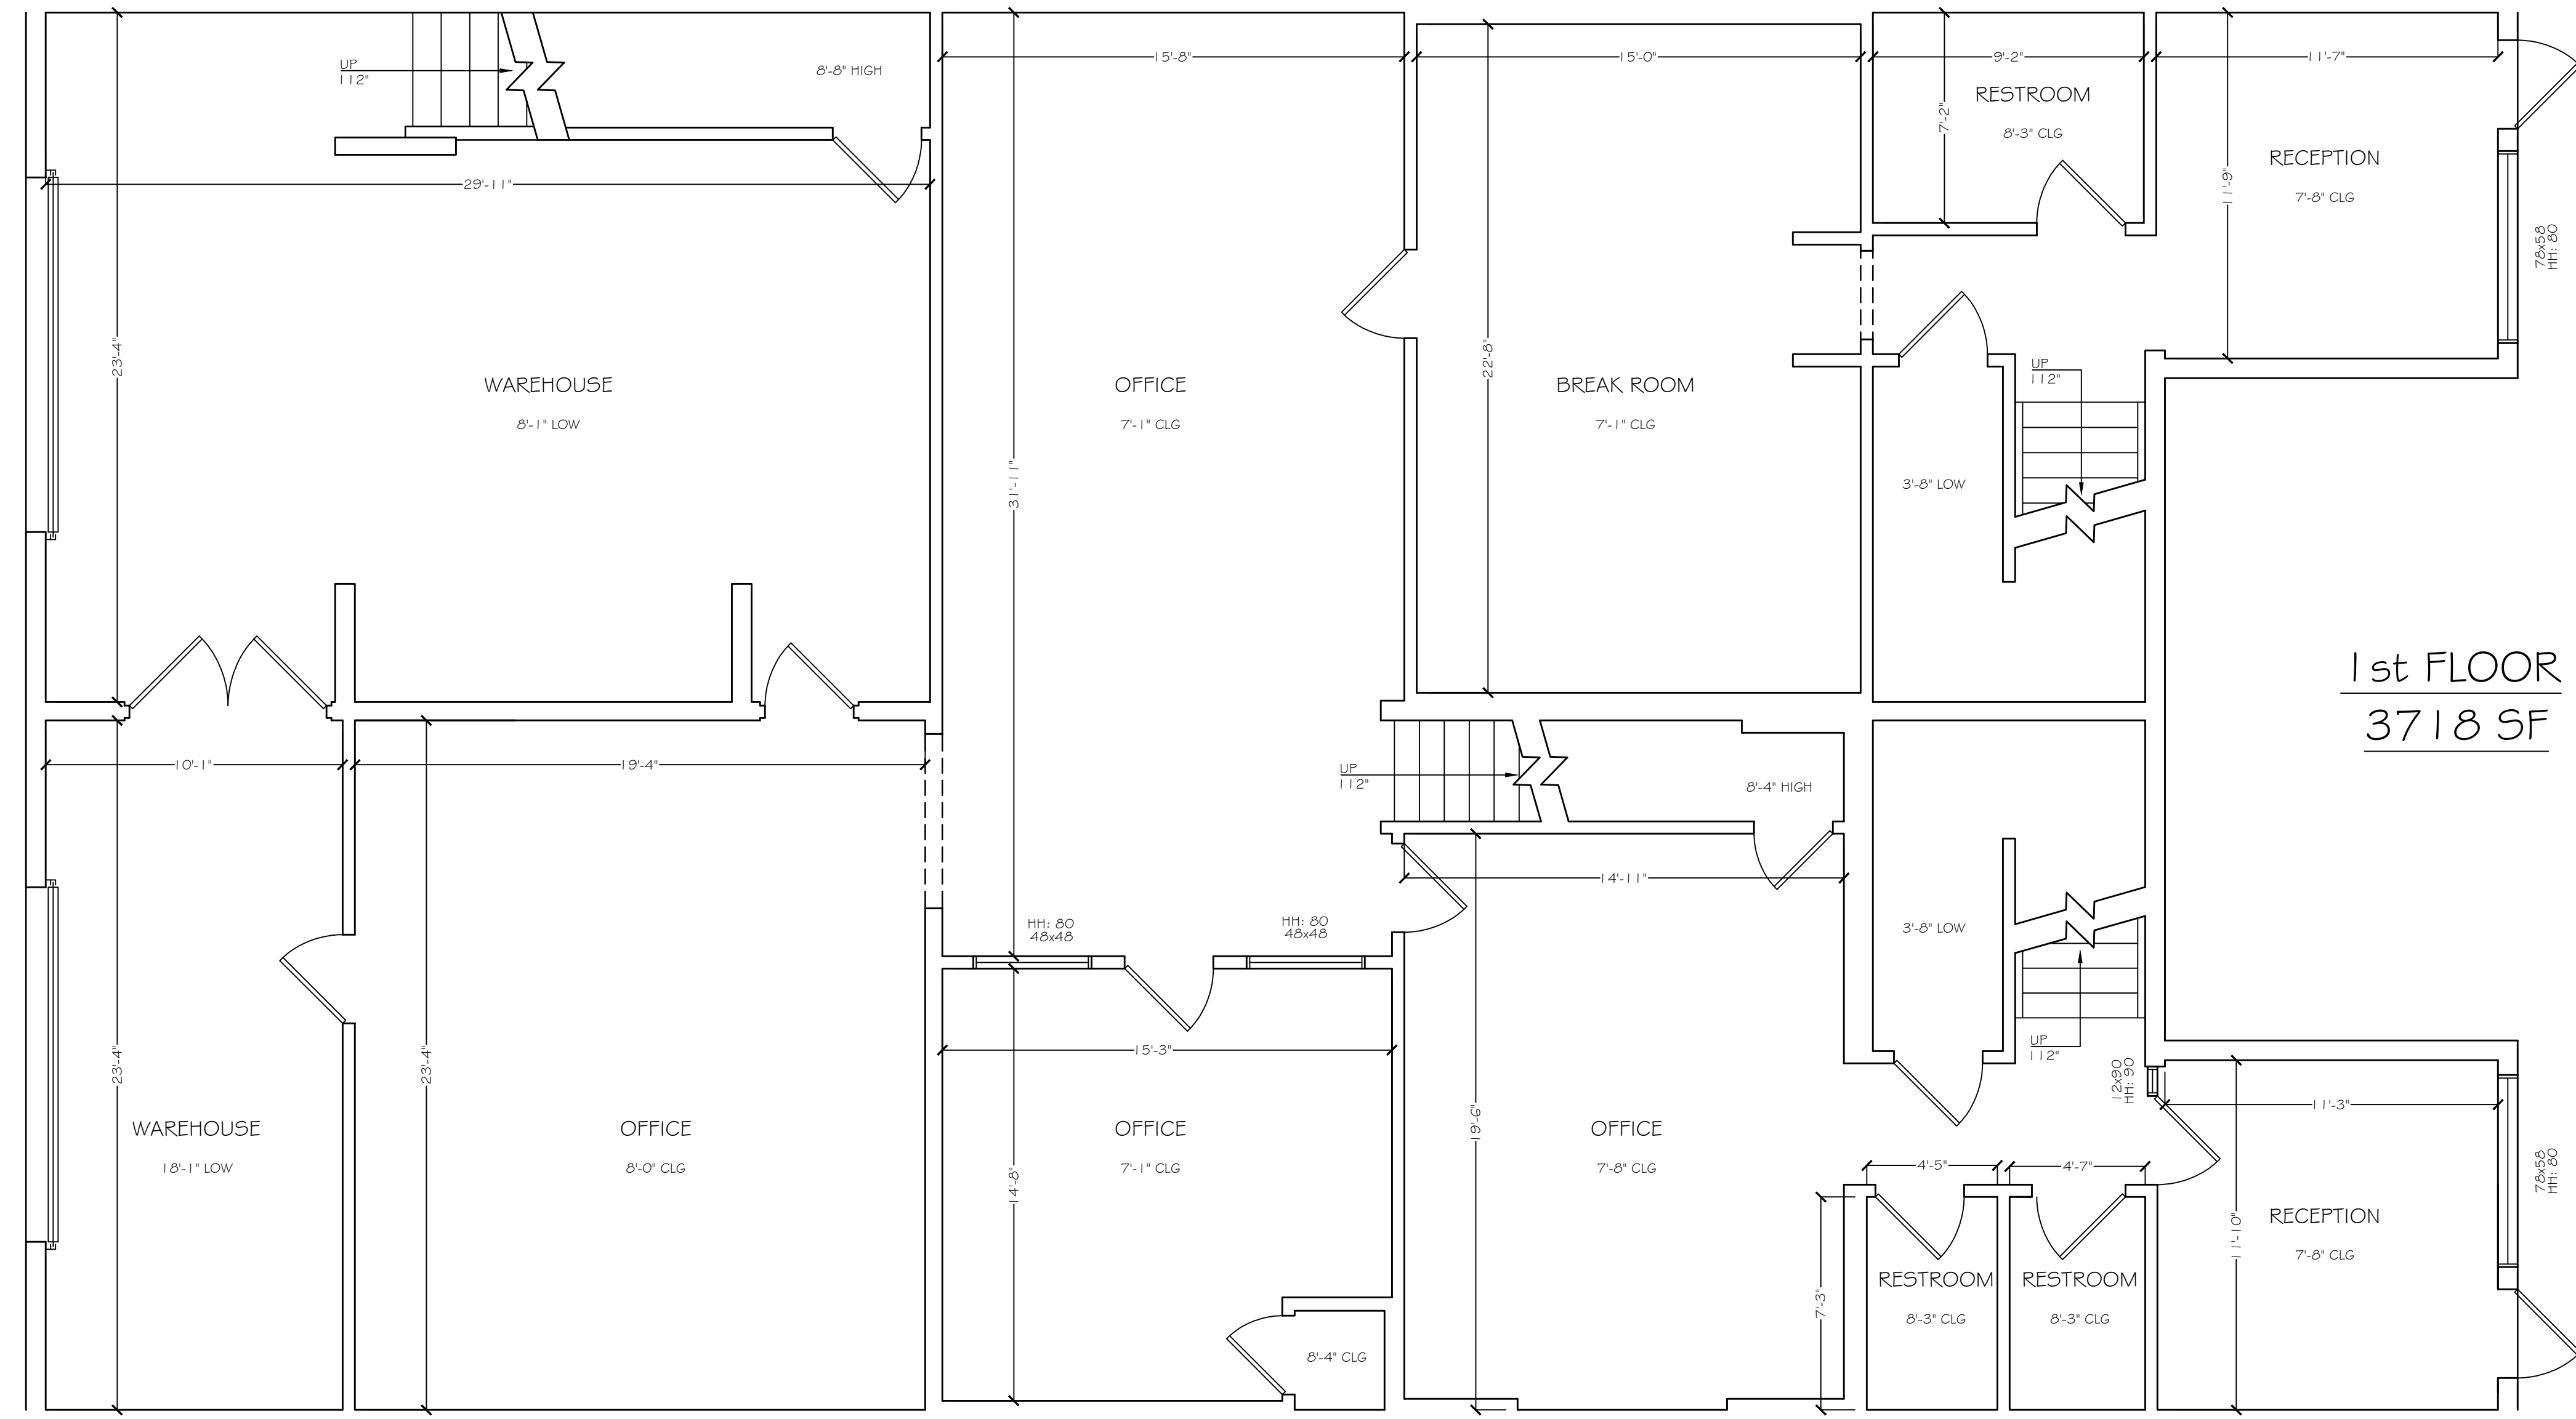 UP
112"
8'-8" HIGH
15'-8"
15'-0"
9'-2"
11'-7"
RESTROOM
8'-3" CLG
7'-2"
RECEPTION
7'-8" CLG
11'-9"
78x58
HH: 80
29'-11"
23'-4"
WAREHOUSE
8'-1" LOW
OFFICE
7'-1" CLG
31'-11"
BREAK ROOM
7'-1" CLG
22'-8"
UP
112"
3'-8" LOW
1st FLOOR
3718 SF
10'-1"
19'-4"
UP
112"
8'-4" HIGH
14'-11"
HH: 80
48x48
HH: 80
48x48
3'-8" LOW
UP
112"
12x90
HH: 90
11'-3"
15'-3"
23'-4"
23'-4"
WAREHOUSE
18'-1" LOW
OFFICE
8'-0" CLG
OFFICE
7'-1" CLG
14'-8"
OFFICE
7'-8" CLG
19'-6"
4'-5"
4'-7"
78x58
HH: 80
RECEPTION
7'-8" CLG
11'-10"
RESTROOM
8'-3" CLG
RESTROOM
8'-3" CLG
7'-3"
8'-4" CLG